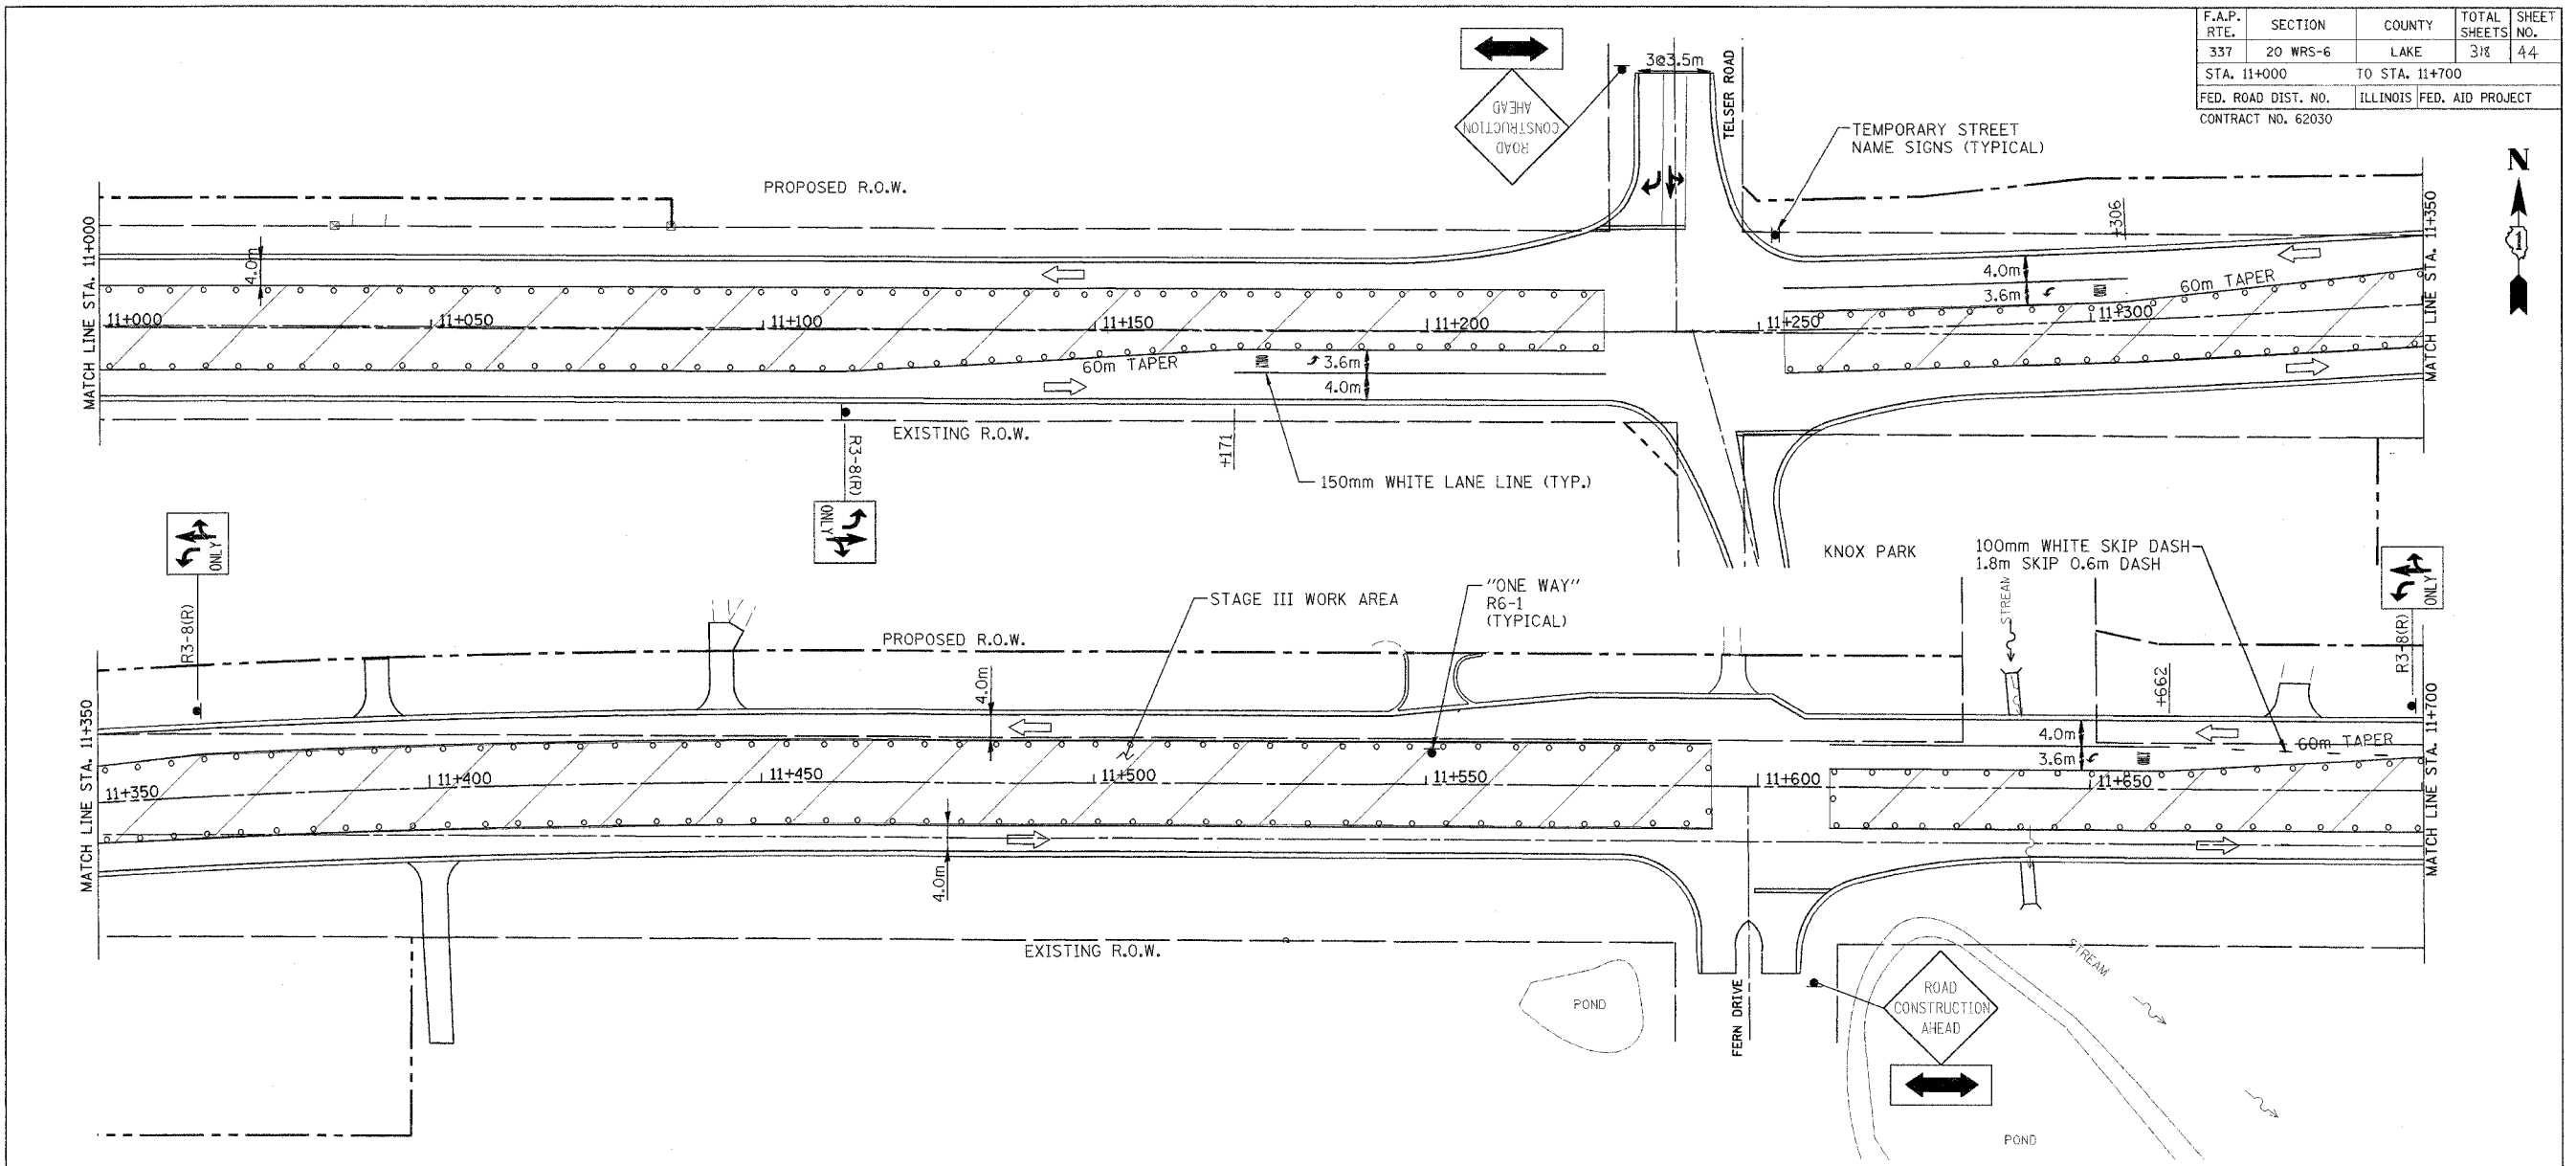 F.A.P. RTE. SECTION COUNTY TOTAL SHEETS SHEET NO.
337 20 WRS-6 LAKE 318 44
STA. 11+000 TO STA. 11+700
FED. ROAD DIST. NO. ILLINOIS FED. AID PROJECT
CONTRACT NO. 62030
N
1
3@3.5m
TELSER ROAD
ROAD
CONSTRUCTION
AHEAD
TEMPORARY STREET
NAME SIGNS (TYPICAL)
PROPOSED R.O.W.
MATCH LINE STA. 11+000
4.0m
+306
MATCH LINE STA. 11+350
4.0m
3.6m
60m TAPER
11+000
11+050
11+100
11+150
11+200
11+250
11+300
60m TAPER
3.6m
4.0m
EXISTING R.O.W.
R3-8(R)
ONLY
+171
150mm WHITE LANE LINE (TYP.)
KNOX PARK
100mm WHITE SKIP DASH
1.8m SKIP 0.6m DASH
ONLY
R3-8(R)
STAGE III WORK AREA
"ONE WAY"
R6-1
(TYPICAL)
STREAM
ONLY
R3-8(R)
PROPOSED R.O.W.
4.0m
+662
MATCH LINE STA. 11+350
4.0m
3.6m
60m TAPER
MATCH LINE STA. 11+700
11+350
11+400
11+450
11+500
11+550
11+600
11+650
4.0m
EXISTING R.O.W.
FERN DRIVE
POND
ROAD
CONSTRUCTION
AHEAD
STREAM
POND